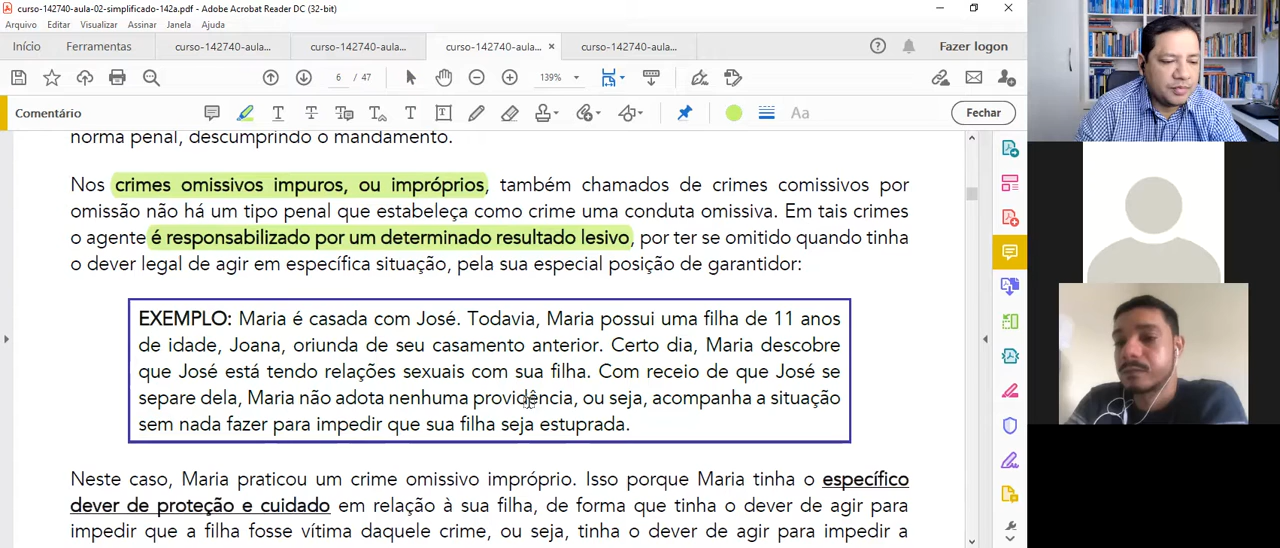 curso-142740-aula-02-simplificado-142a.pdf - Adobe Acrobat Reader DC (32-bit)
Arquivo Editar Visualizar Assinar Janela Ajuda
Início Ferramentas curso-142740-aula... curso-142740-aula... curso-142740-aula... × curso-142740-aula... Fazer logon
6 / 47 139%
Comentário Aa Fechar
norma penal, descumprindo o mandamento.
Nos crimes omissivos impuros, ou impróprios, também chamados de crimes comissivos por
omissão não há um tipo penal que estabeleça como crime uma conduta omissiva. Em tais crimes
o agente é responsabilizado por um determinado resultado lesivo, por ter se omitido quando tinha
o dever legal de agir em específica situação, pela sua especial posição de garantidor:
EXEMPLO: Maria é casada com José. Todavia, Maria possui uma filha de 11 anos
de idade, Joana, oriunda de seu casamento anterior. Certo dia, Maria descobre
que José está tendo relações sexuais com sua filha. Com receio de que José se
separe dela, Maria não adota nenhuma providência, ou seja, acompanha a situação
sem nada fazer para impedir que sua filha seja estuprada.
Neste caso, Maria praticou um crime omissivo impróprio. Isso porque Maria tinha o específico
dever de proteção e cuidado em relação à sua filha, de forma que tinha o dever de agir para
impedir que a filha fosse vítima daquele crime, ou seja, tinha o dever de agir para impedir a